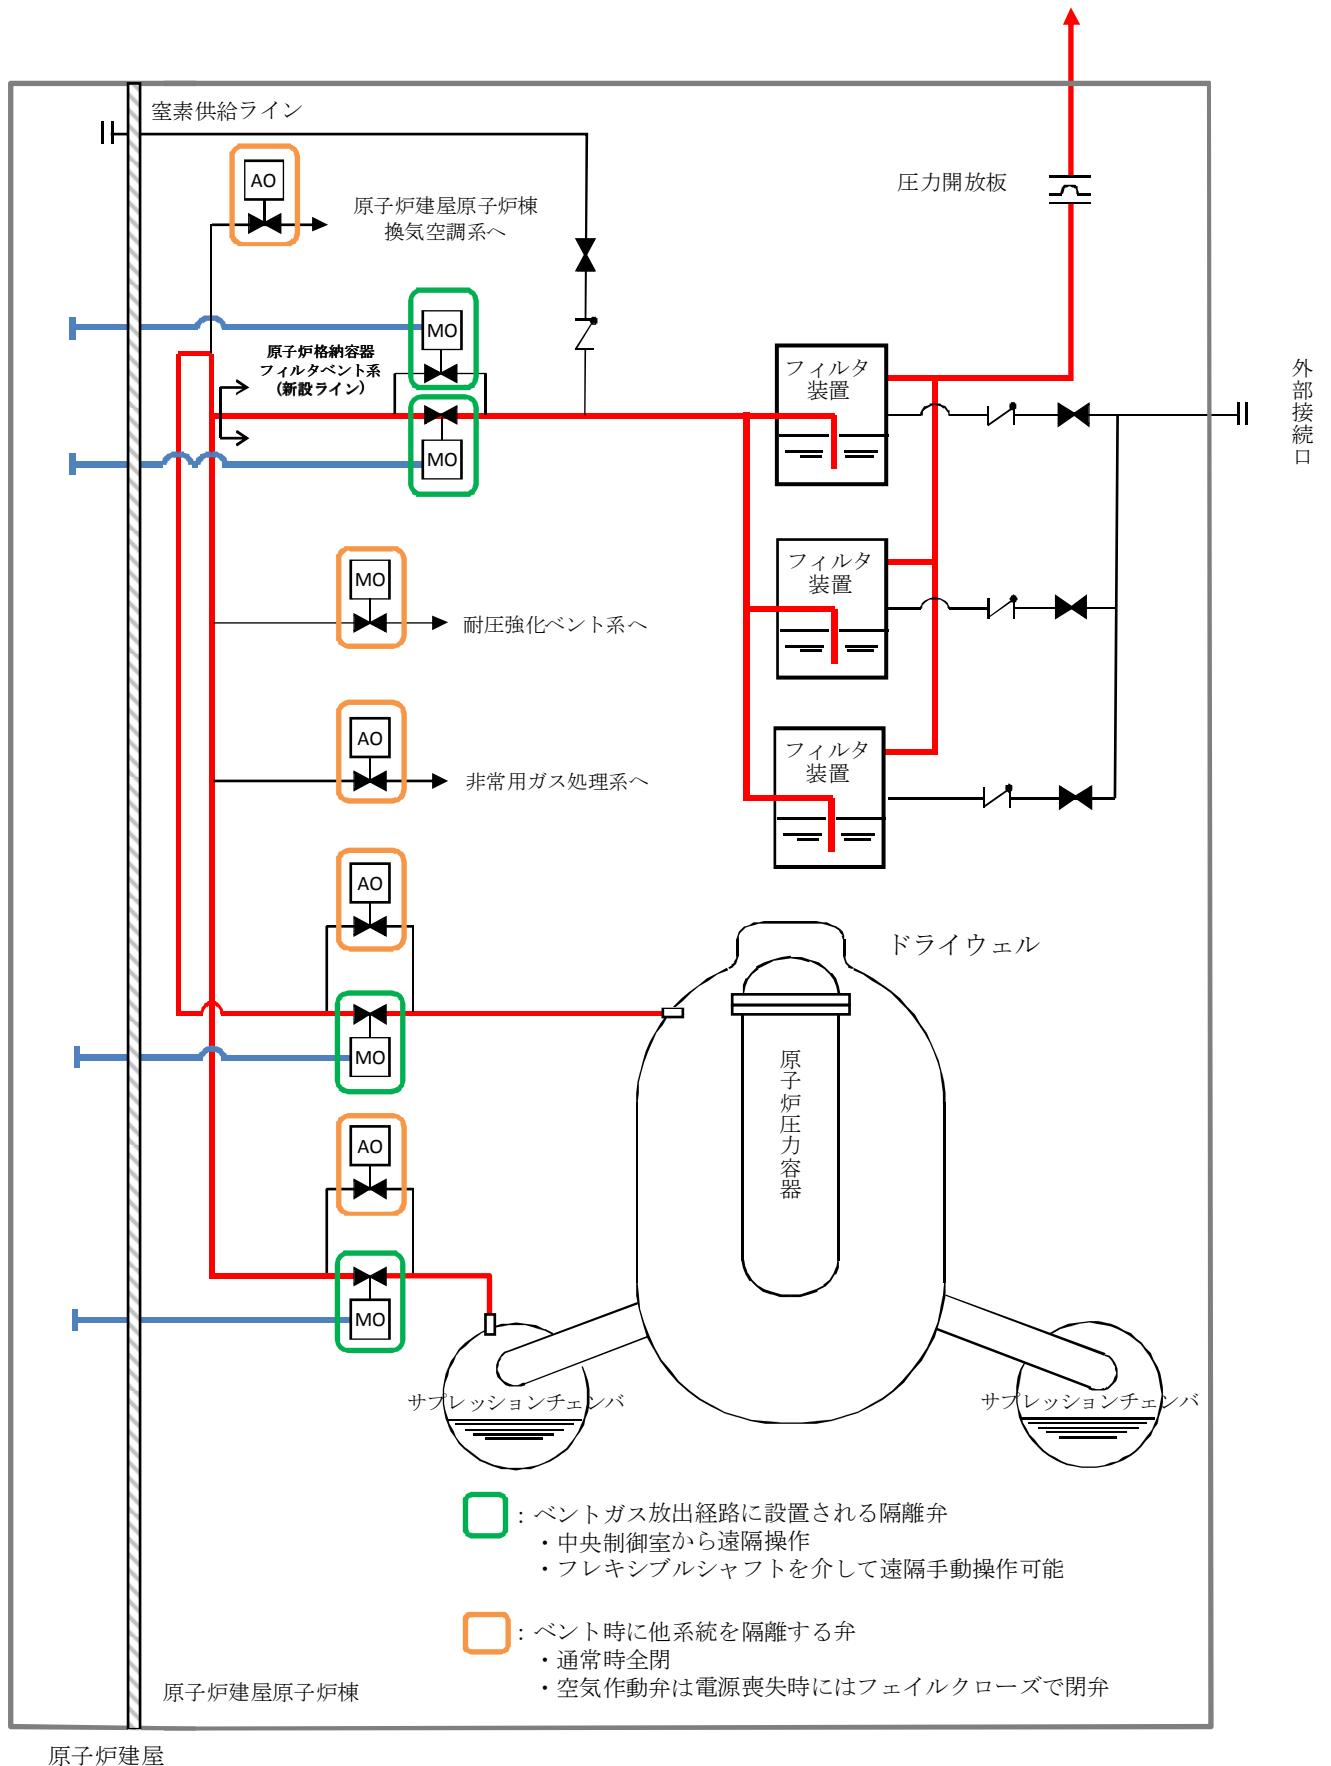 窒素供給ライン
AO
原子炉建屋原子炉棟
換気空調系へ
圧力開放板
MO
原子炉格納容器
フィルタベント系
(新設ライン)
MO
フィルタ
装置
外部接続口
MO
耐圧強化ベント系へ
フィルタ
装置
AO
非常用ガス処理系へ
フィルタ
装置
AO
ドライウェル
MO
原子炉圧力容器
AO
MO
サプレッションチェンバ
サプレッションチェンバ
：ベントガス放出経路に設置される隔離弁
・中央制御室から遠隔操作
・フレキシブルシャフトを介して遠隔手動操作可能
：ベント時に他系統を隔離する弁
・通常時全閉
・空気作動弁は電源喪失時にはフェイルクローズで閉弁
原子炉建屋原子炉棟
原子炉建屋